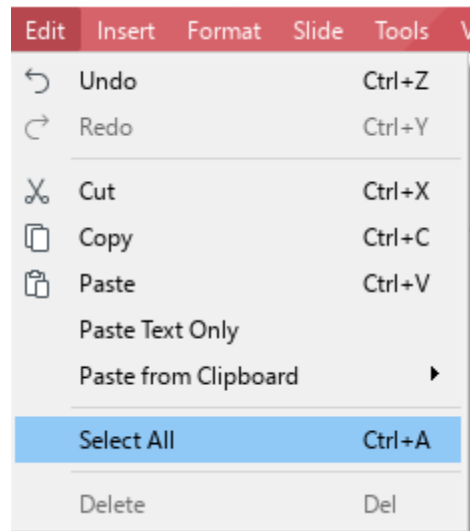 Edit Insert Format Slide Tools
Undo Ctrl+Z
Redo Ctrl+Y
Cut Ctrl+X
Copy Ctrl+C
Paste Ctrl+V
Paste Text Only
Paste from Clipboard
Select All Ctrl+A
Delete Del